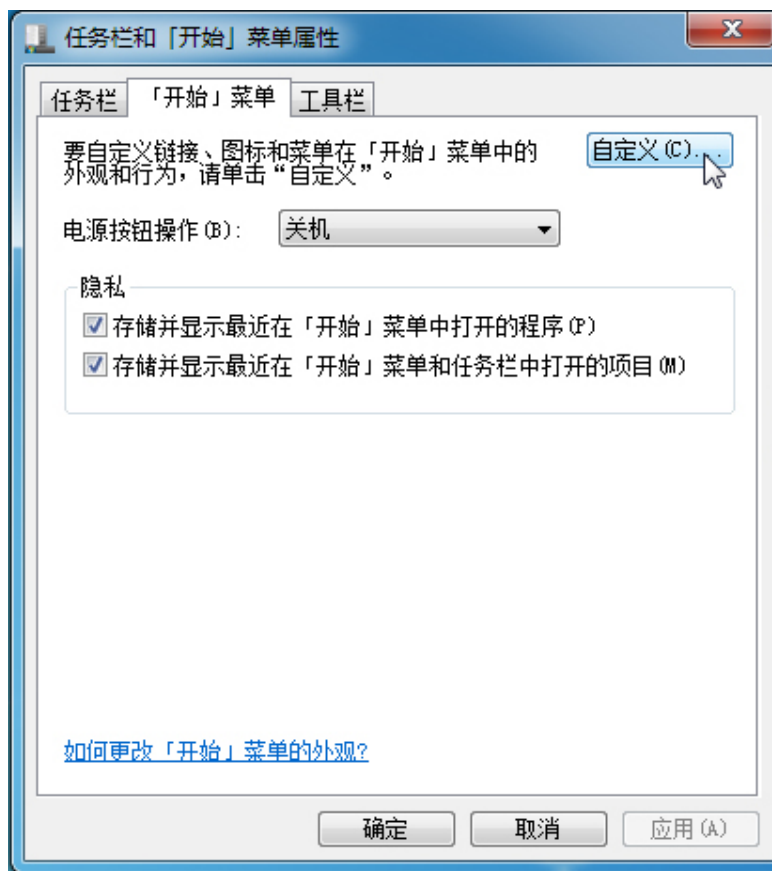 任务栏和「开始」菜单属性
任务栏
「开始」菜单
工具栏
要自定义链接、图标和菜单在「开始」菜单中的
外观和行为，请单击“自定义”。
自定义(C)...
电源按钮操作(B)：
关机
隐私
存储并显示最近在「开始」菜单中打开的程序(P)
存储并显示最近在「开始」菜单和任务栏中打开的项目(M)
如何更改「开始」菜单的外观?
确定
取消
应用(A)